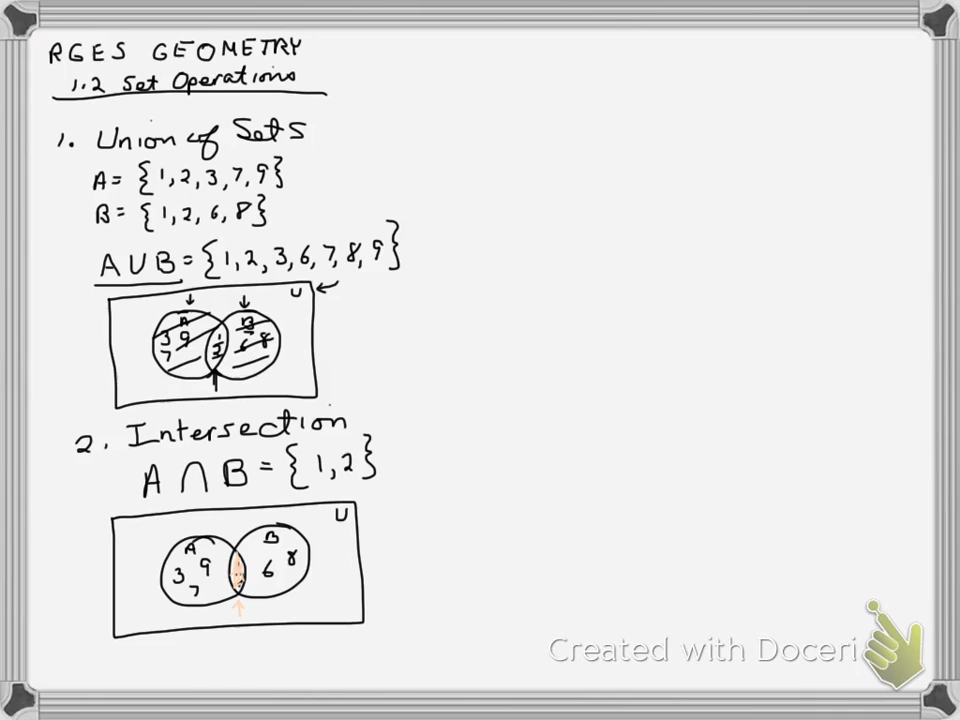 RGES GEOMETRY
1.2 Set Operations
1. Union of Sets
A = {1, 2, 3, 7, 9}
B = {1, 2, 6, 8}
A ∪ B = {1, 2, 3, 6, 7, 8, 9}
U
A B
3 9 1 6 8
7 2
2. Intersection
A ∩ B = {1, 2}
U
A B
3 9 6 8
7
Created with Doceri